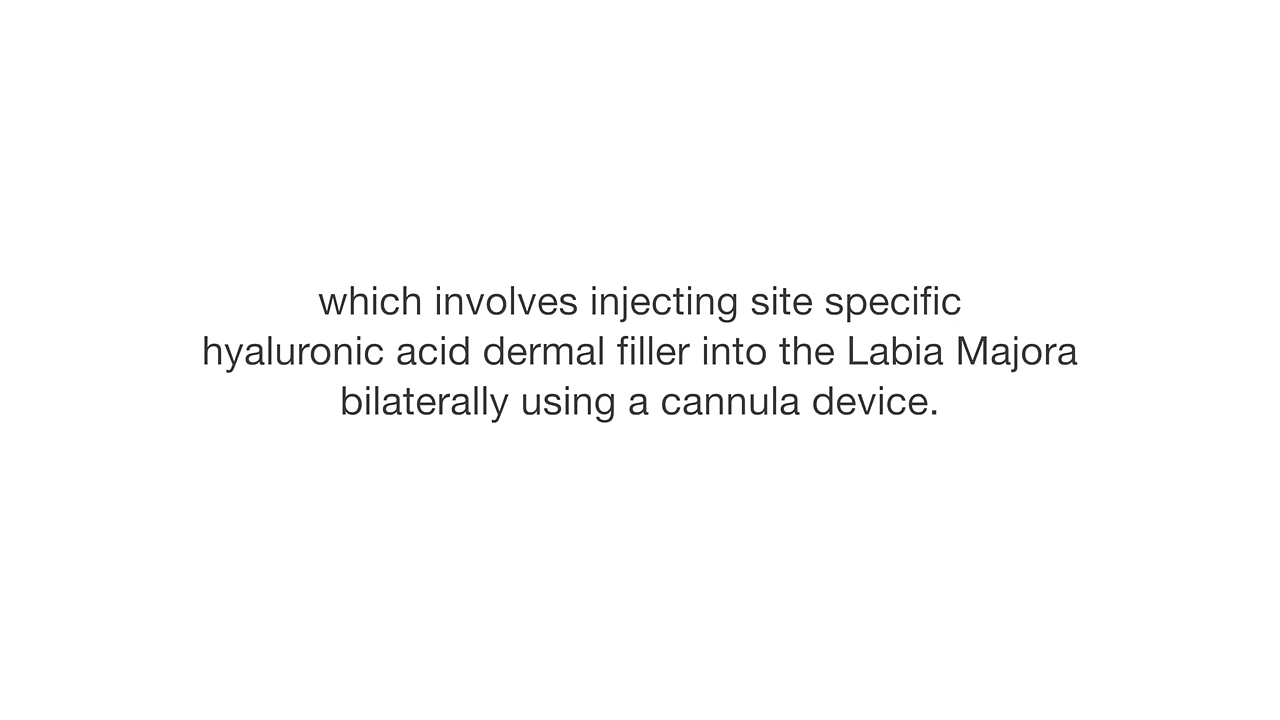 which involves injecting site specific
hyaluronic acid dermal filler into the Labia Majora
bilaterally using a cannula device.